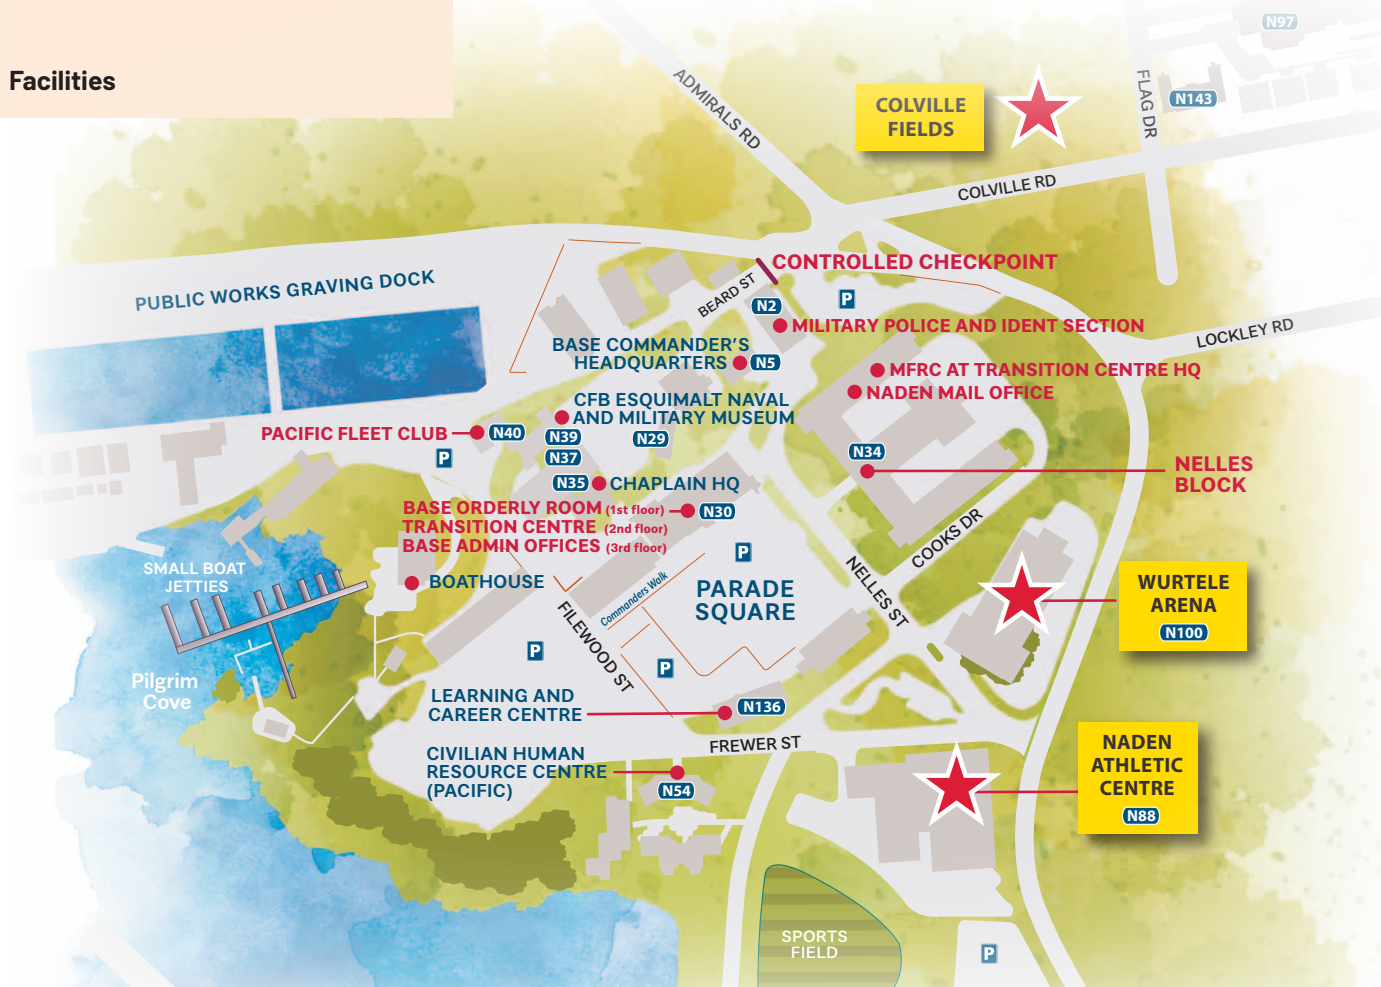 Facilities
N97
ADMIRALS RD
COLVILLE
FIELDS
FLAG DR
N143
COLVILLE RD
CONTROLLED CHECKPOINT
PUBLIC WORKS GRAVING DOCK
BEARD ST
P
N2
MILITARY POLICE AND IDENT SECTION
LOCKLEY RD
BASE COMMANDER'S
HEADQUARTERS
N5
MFRC AT TRANSITION CENTRE HQ
NADEN MAIL OFFICE
CFB ESQUIMALT NAVAL
AND MILITARY MUSEUM
PACIFIC FLEET CLUB
N40
N39
N29
N37
P
N34
NELLES
BLOCK
N35
CHAPLAIN HQ
BASE ORDERLY ROOM (1st floor)
N30
TRANSITION CENTRE (2nd floor)
BASE ADMIN OFFICES (3rd floor)
COOKS DR
P
SMALL BOAT
JETTIES
BOATHOUSE
Commanders Walk
PARADE
SQUARE
NELLES ST
WURTELE
ARENA
N100
FILEWOOD ST
P
P
Pilgrim
Cove
LEARNING AND
CAREER CENTRE
N136
FREWER ST
CIVILIAN HUMAN
RESOURCE CENTRE
(PACIFIC)
N54
NADEN
ATHLETIC
CENTRE
N88
SPORTS
FIELD
P